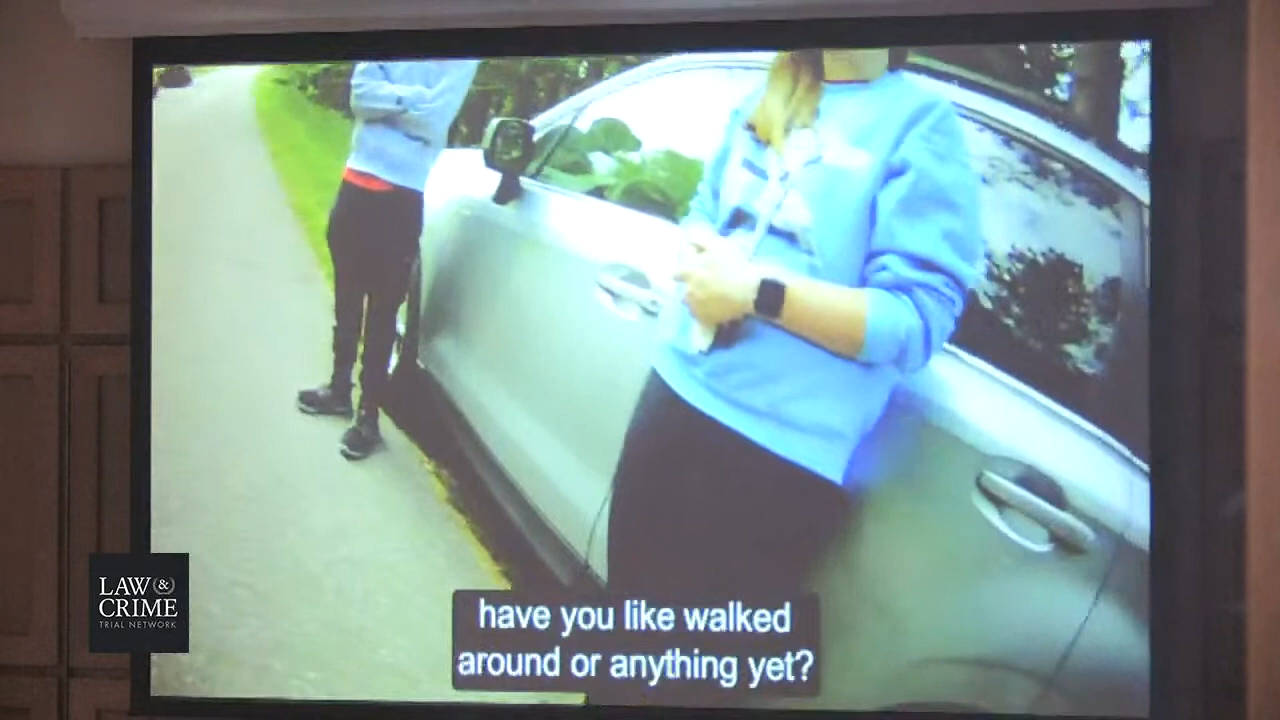 LAW & CRIME
TRIAL NETWORK
have you like walked
around or anything yet?